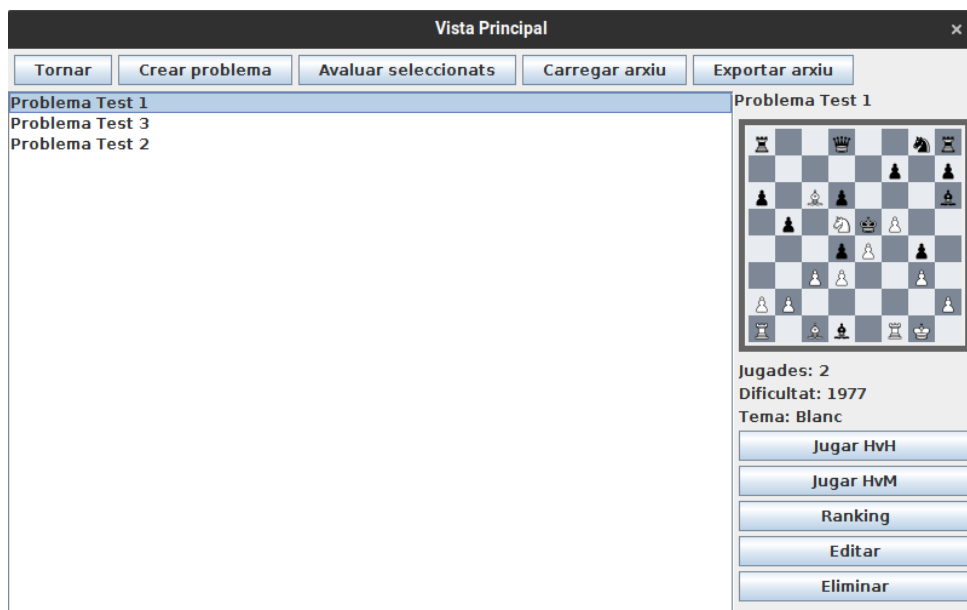 Vista Principal ×
Tornar Crear problema Avaluar seleccionats Carregar arxiu Exportar arxiu
Problema Test 1
Problema Test 3
Problema Test 2
Problema Test 1
Jugades: 2
Dificultat: 1977
Tema: Blanc
Jugar HvH
Jugar HvM
Ranking
Editar
Eliminar